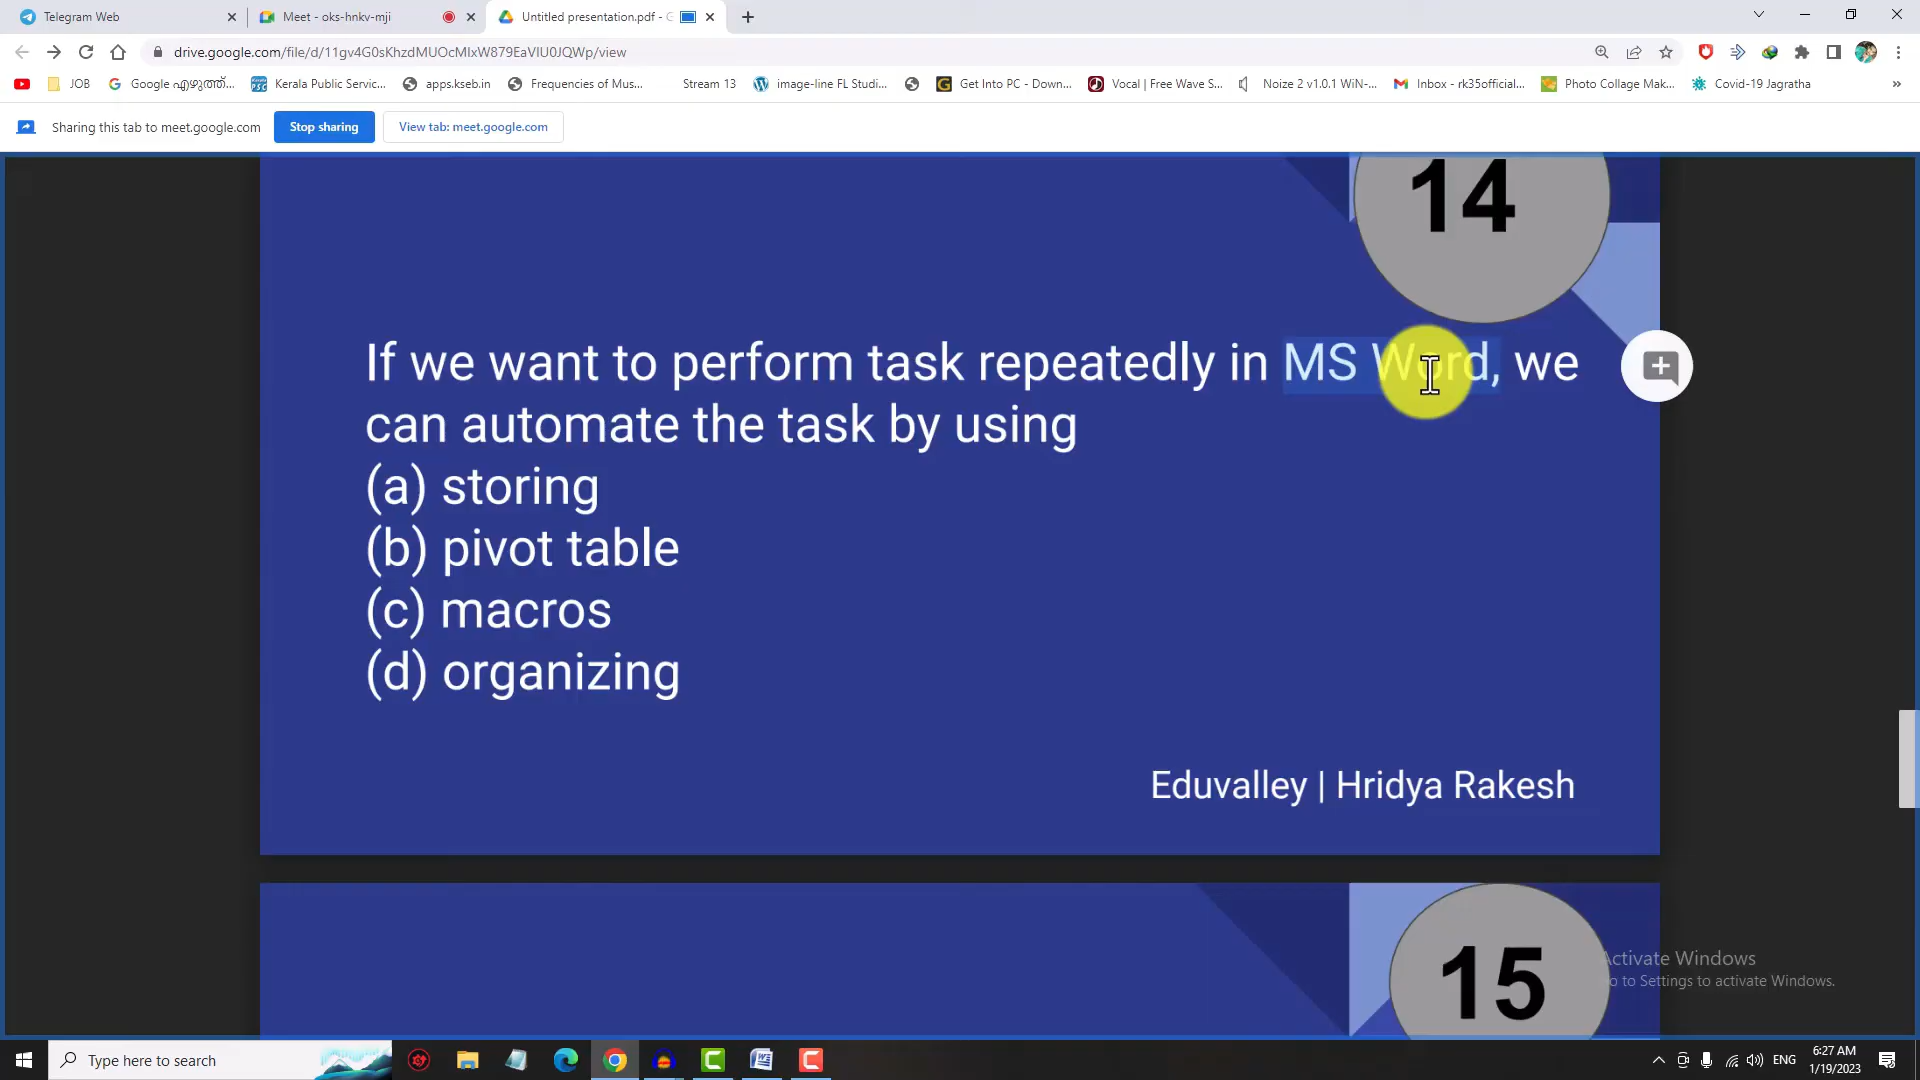 Telegram Web
Meet - oks-hnkv-mji
Untitled presentation.pdf - G
drive.google.com/file/d/11gv4G0sKhzdMUOcMIxW879EaVIU0JQWp/view
JOB
Google എഴുത്ത്...
Kerala Public Servic...
apps.kseb.in
Frequencies of Mus...
Stream 13
image-line FL Studi...
Get Into PC - Down...
Vocal | Free Wave S...
Noize 2 v1.0.1 WiN-...
Inbox - rk35official...
Photo Collage Mak...
Covid-19 Jagratha
»
Sharing this tab to meet.google.com
Stop sharing
View tab: meet.google.com
14
If we want to perform task repeatedly in MS Word, we
can automate the task by using
(a) storing
(b) pivot table
(c) macros
(d) organizing
Eduvalley | Hridya Rakesh
15
Activate Windows
Go to Settings to activate Windows.
Type here to search
ENG
6:27 AM
1/19/2023